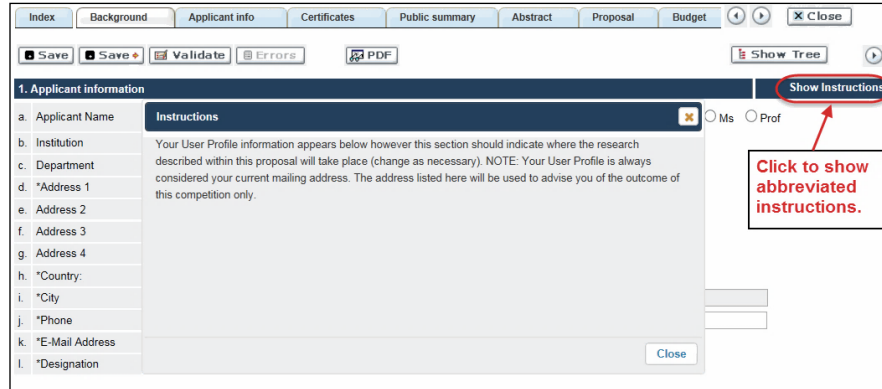 Index Background Applicant info Certificates Public summary Abstract Proposal Budget X Close
Save Save Validate Errors PDF Show Tree
1. Applicant information Show Instructions
a. Applicant Name
Instructions
Ms Prof
b. Institution
c. Department
d. *Address 1
e. Address 2
f. Address 3
g. Address 4
h. *Country:
i. *City
j. *Phone
k. *E-Mail Address
l. *Designation
Your User Profile information appears below however this section should indicate where the research
described within this proposal will take place (change as necessary). NOTE: Your User Profile is always
considered your current mailing address. The address listed here will be used to advise you of the outcome of
this competition only.
Close
Click to show
abbreviated
instructions.